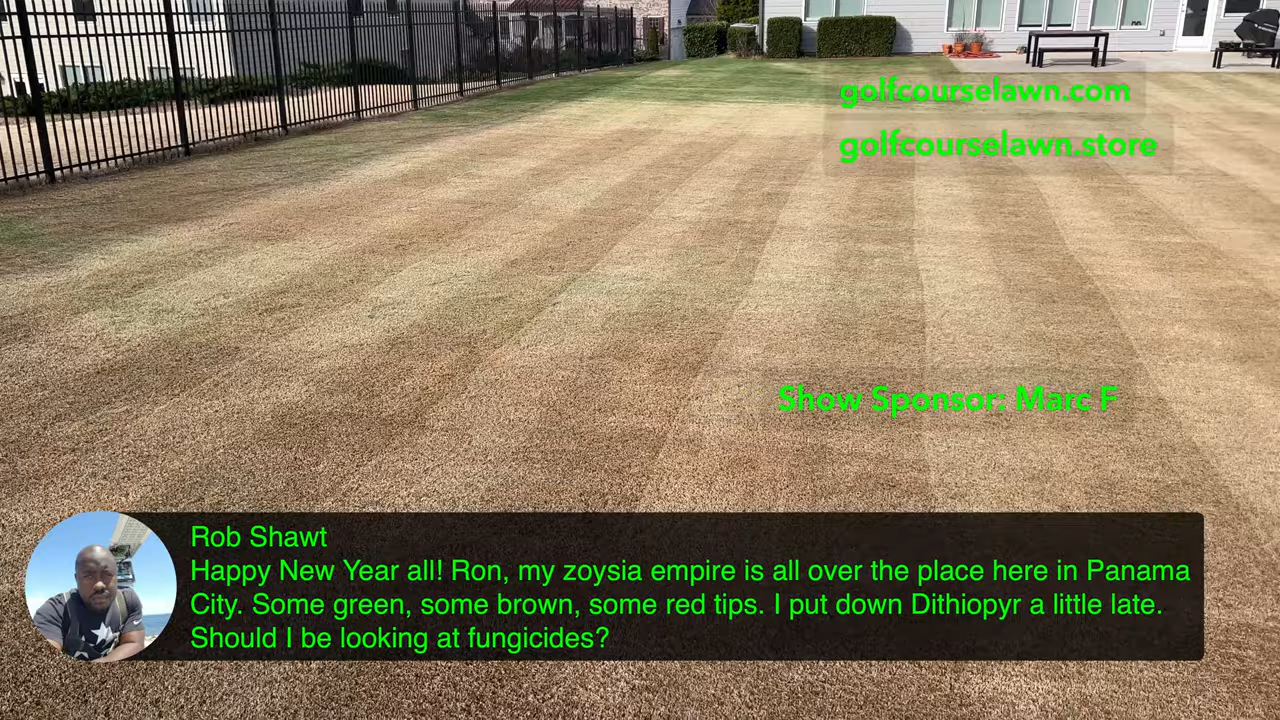 golfcourselawn.com
golfcourselawn.store
Show Sponsor: Marc F
Rob Shawt
Happy New Year all! Ron, my zoysia empire is all over the place here in Panama
City. Some green, some brown, some red tips. I put down Dithiopyr a little late.
Should I be looking at fungicides?